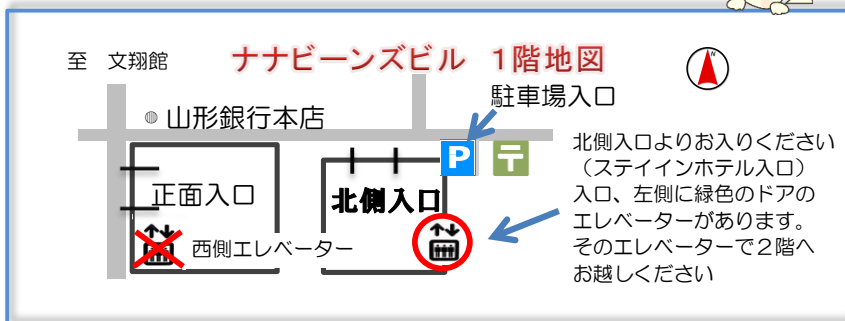 至 文翔館
ナナビーンズビル 1階地図
N
駐車場入口
山形銀行本店
P
〒
北側入口よりお入りください
（ステイインホテル入口）
入口、左側に緑色のドアの
エレベーターがあります。
そのエレベーターで２階へ
お越しください
正面入口
北側入口
西側エレベーター